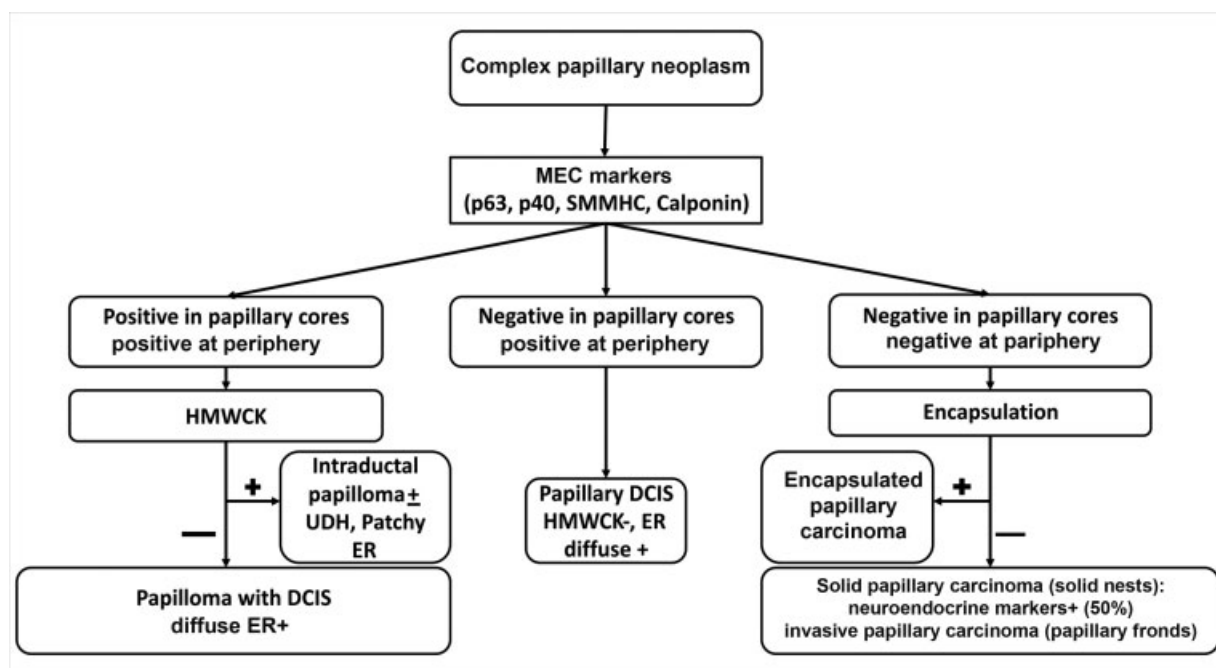 Complex papillary neoplasm
MEC markers
(p63, p40, SMMHC, Calponin)
Positive in papillary cores
positive at periphery
Negative in papillary cores
positive at periphery
Negative in papillary cores
negative at pariphery
HMWCK
Encapsulation
+
Intraductal
papilloma ±
UDH, Patchy
ER
—
Papilloma with DCIS
diffuse ER+
Papillary DCIS
HMWCK-, ER
diffuse +
Encapsulated
papillary
carcinoma
+
—
Solid papillary carcinoma (solid nests):
neuroendocrine markers+ (50%)
invasive papillary carcinoma (papillary fronds)